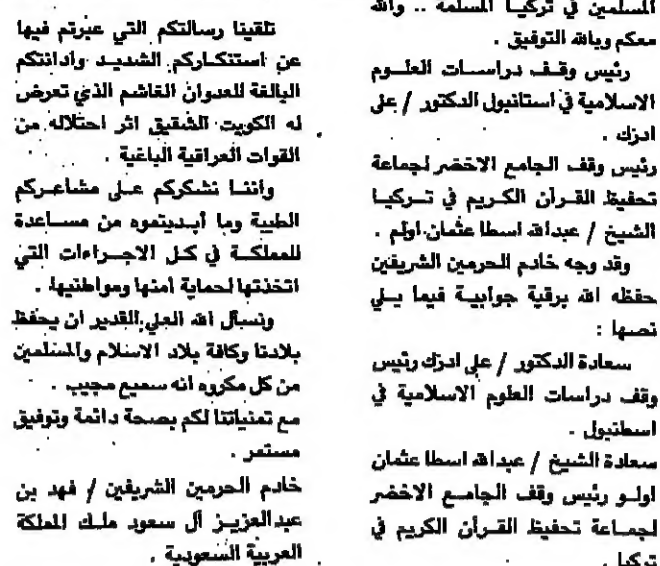 المسلمين في تركيا المسلمة .. والله
معكم وبالله التوفيق .
رئيس وقف دراسات العلوم
الاسلامية في استانبول الدكتور / على
ادزك .
رئيس وقف الجامع الاخضر لجماعة
تحفيظ القرآن الكريم في تركيا
الشيخ / عبدالله اسطا عثمان اولم .
وقد وجه خادم الحرمين الشريفين
حفظه الله برقية جوابية فيما يلي
نصها :
سعادة الدكتور / على ادزك رئيس
وقف دراسات العلوم الاسلامية في
اسطنبول .
سعادة الشيخ / عبدالله اسطا عثمان
اولو رئيس وقف الجامع الاخضر
لجماعة تحفيظ القرآن الكريم في
تركيا .
تلقينا رسالتكم التي عبرتم فيها
عن استنكاركم الشديد وادانتكم
البالغة للعدوان الغاشم الذي تعرض
له الكويت الشقيق اثر احتلاله من
القوات العراقية الباغية .
واننا نشكركم على مشاعركم
الطيبة وما أبديتموه من مساعدة
للمملكة في كل الاجراءات التي
اتخذتها لحماية أمنها ومواطنيها .
ونسأل الله العلي القدير ان يحفظ
بلادنا وكافة بلاد الاسلام والمسلمين
من كل مكروه انه سميع مجيب .
مع تمنياتنا لكم بصحة دائمة وتوفيق
مستمر .
خادم الحرمين الشريفين / فهد بن
عبدالعزيز آل سعود ملك المملكة
العربية السعودية .